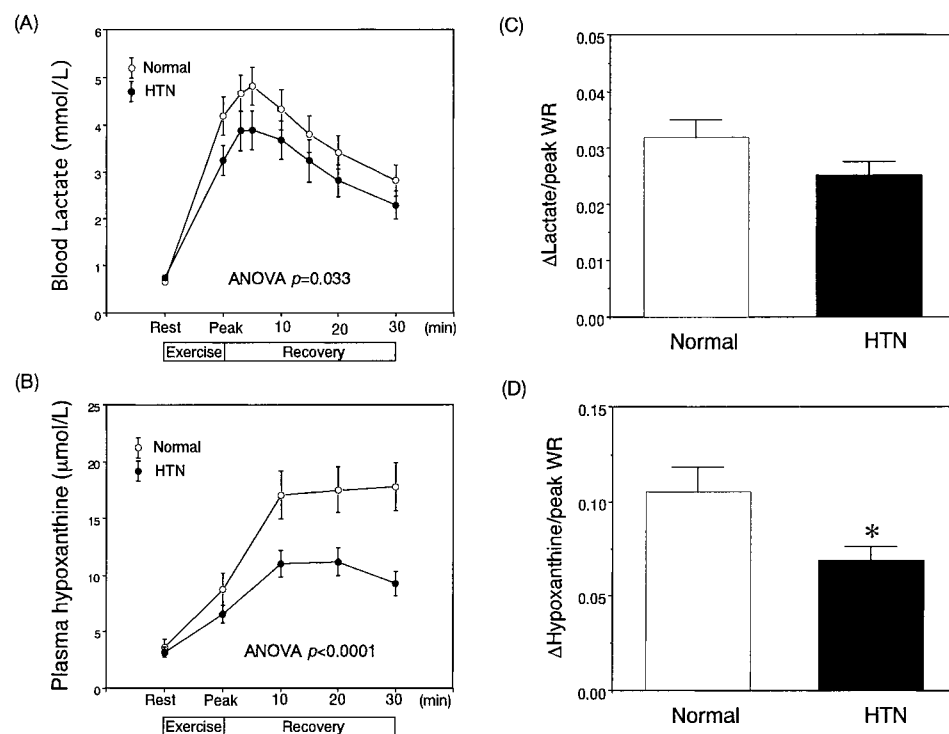 (A)
Blood Lactate (mmol/L)
6
5
4
3
2
1
0
Normal
HTN
ANOVA p=0.033
Rest Peak 10 20 30 (min)
Exercise Recovery
(B)
Plasma hypoxanthine (μmol/L)
25
20
15
10
5
0
Normal
HTN
ANOVA p<0.0001
Rest Peak 10 20 30 (min)
Exercise Recovery
(C)
ΔLactate/peak WR
0.05
0.04
0.03
0.02
0.01
0.00
Normal HTN
(D)
ΔHypoxanthine/peak WR
0.15
0.10
0.05
0.00
*
Normal HTN